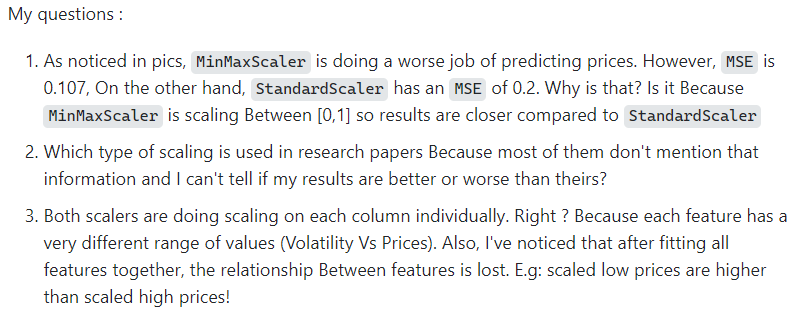 My questions :
1. As noticed in pics, MinMaxScaler is doing a worse job of predicting prices. However, MSE is
0.107, On the other hand, StandardScaler has an MSE of 0.2. Why is that? Is it Because
MinMaxScaler is scaling Between [0,1] so results are closer compared to StandardScaler
2. Which type of scaling is used in research papers Because most of them don't mention that
information and I can't tell if my results are better or worse than theirs?
3. Both scalers are doing scaling on each column individually. Right ? Because each feature has a
very different range of values (Volatility Vs Prices). Also, I've noticed that after fitting all
features together, the relationship Between features is lost. E.g: scaled low prices are higher
than scaled high prices!